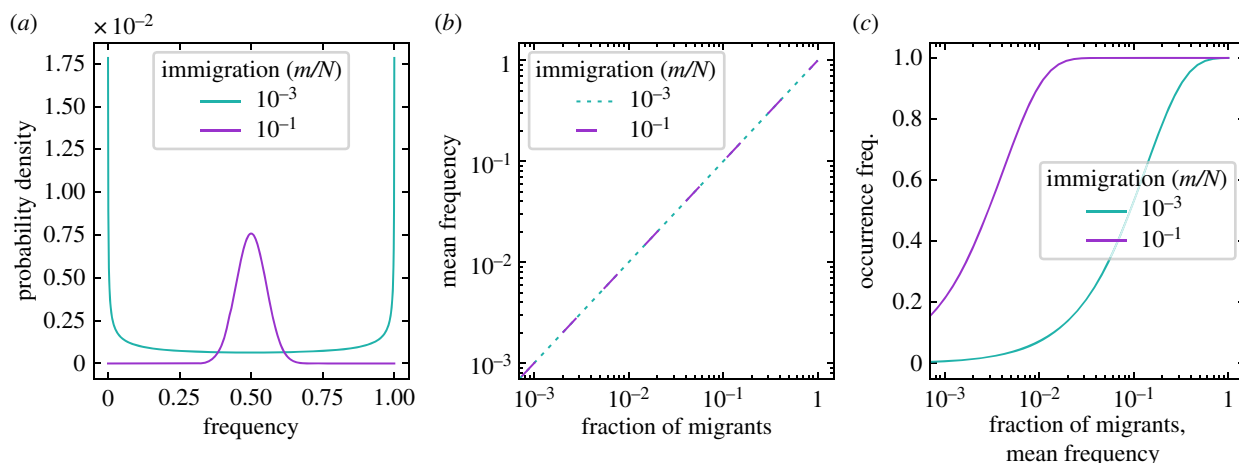 (a)
× 10⁻²
1.75
1.50
1.25
1.00
0.75
0.50
0.25
0
probability density
immigration (m/N)
10⁻³
10⁻¹
0
0.25
0.50
0.75
1.00
frequency
(b)
1
10⁻¹
10⁻²
10⁻³
mean frequency
immigration (m/N)
10⁻³
10⁻¹
10⁻³
10⁻²
10⁻¹
1
fraction of migrants
(c)
1.0
0.8
0.6
0.4
0.2
0
occurrence freq.
immigration (m/N)
10⁻³
10⁻¹
10⁻³
10⁻²
10⁻¹
1
fraction of migrants,
mean frequency